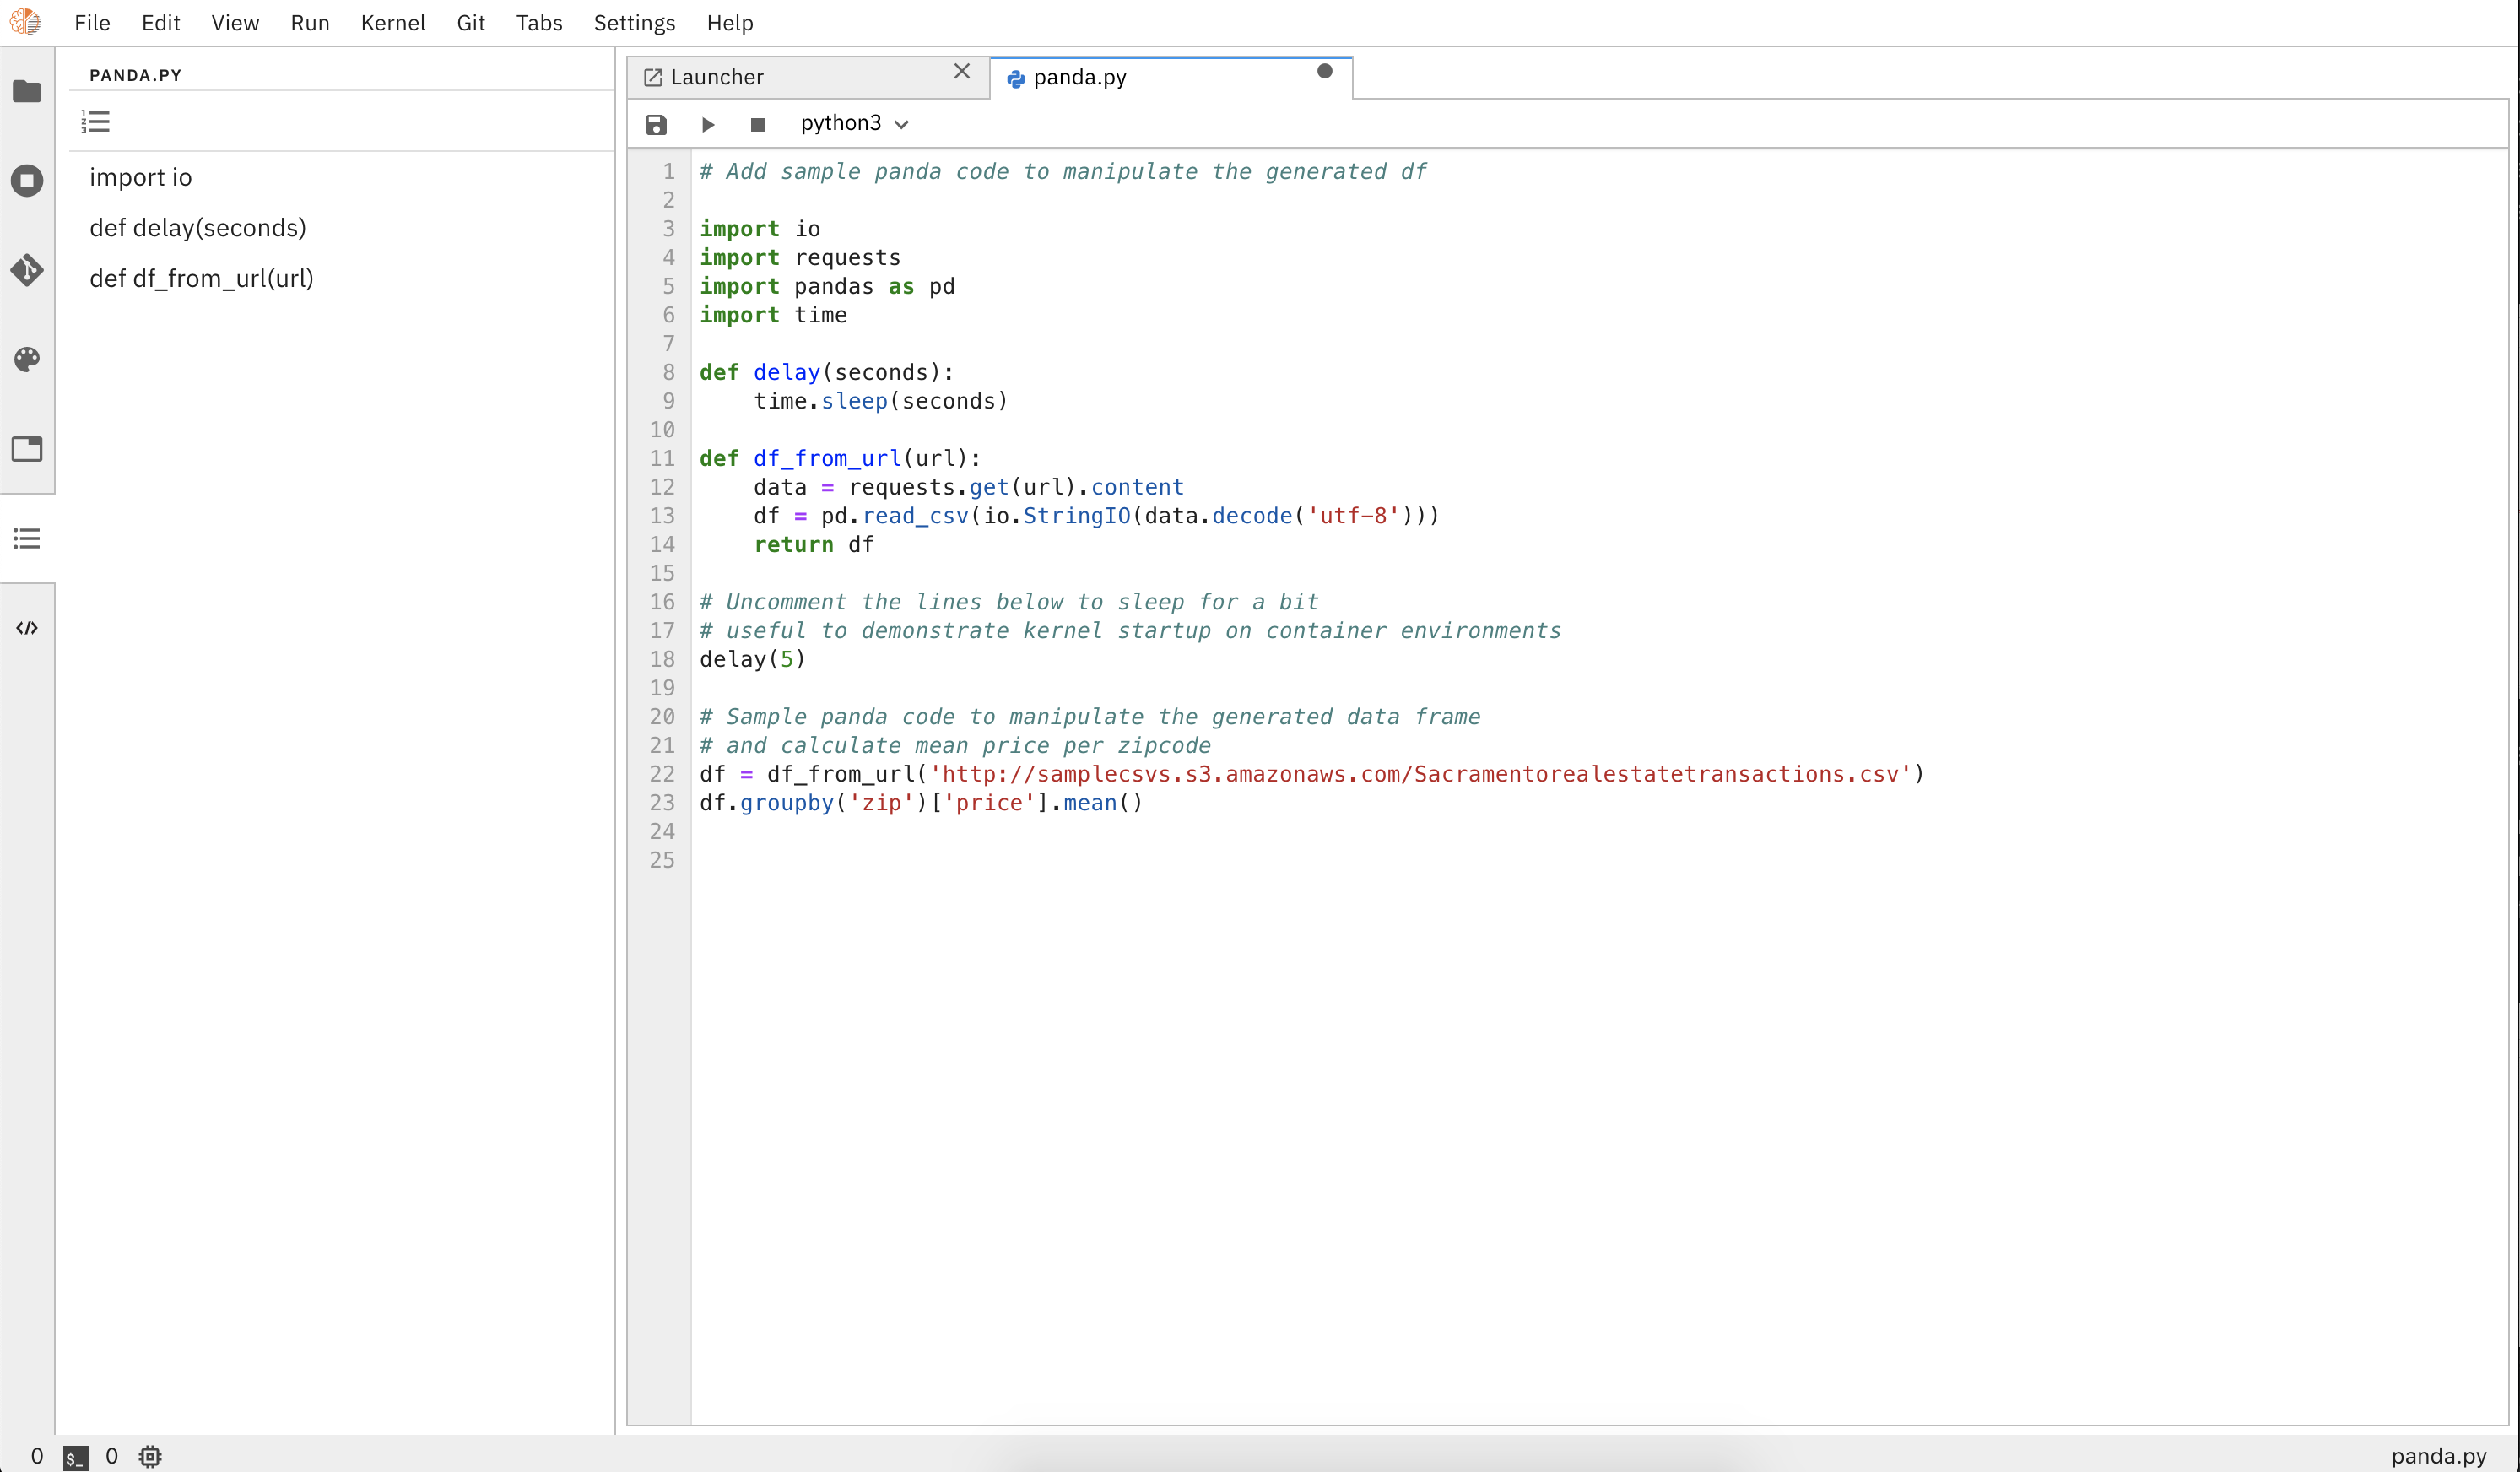 File Edit View Run Kernel Git Tabs Settings Help
PANDA.PY
import io
def delay(seconds)
def df_from_url(url)
Launcher
panda.py
python3
1 # Add sample panda code to manipulate the generated df
2
3 import io
4 import requests
5 import pandas as pd
6 import time
7
8 def delay(seconds):
9     time.sleep(seconds)
10
11 def df_from_url(url):
12     data = requests.get(url).content
13     df = pd.read_csv(io.StringIO(data.decode('utf-8')))
14     return df
15
16 # Uncomment the lines below to sleep for a bit
17 # useful to demonstrate kernel startup on container environments
18 delay(5)
19
20 # Sample panda code to manipulate the generated data frame
21 # and calculate mean price per zipcode
22 df = df_from_url('http://samplecsvs.s3.amazonaws.com/Sacramentorealestatetransactions.csv')
23 df.groupby('zip')['price'].mean()
24
25
0 $_ 0
panda.py